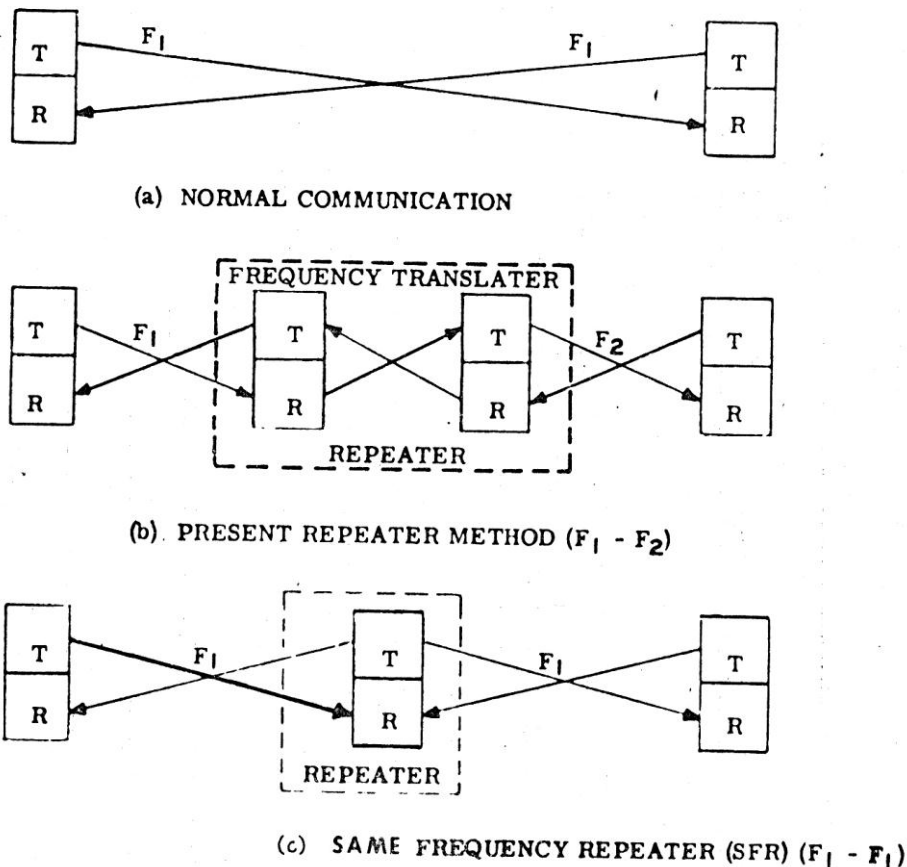 F₁ F₁
T T
R R
(a) NORMAL COMMUNICATION
FREQUENCY TRANSLATER
T F₁ T T F₂ T
R R R R
REPEATER
(b). PRESENT REPEATER METHOD (F₁ - F₂)
T F₁ T F₁ T
R R R
REPEATER
(c) SAME FREQUENCY REPEATER (SFR) (F₁ - F₁)